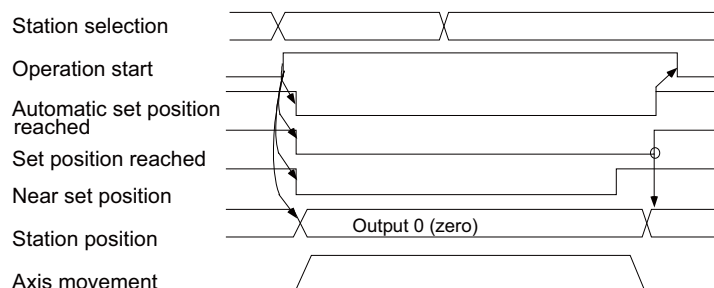 Station selection
Operation start
Automatic set position
reached
Set position reached
Near set position
Station position
Output 0 (zero)
Axis movement